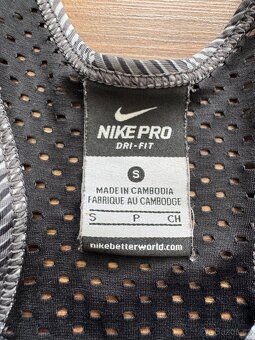 NIKE PRO
DRI-FIT
S
MADE IN CAMBODIA
FABRIQUE AU CAMBODGE
S P CH
nikebetterworld.com